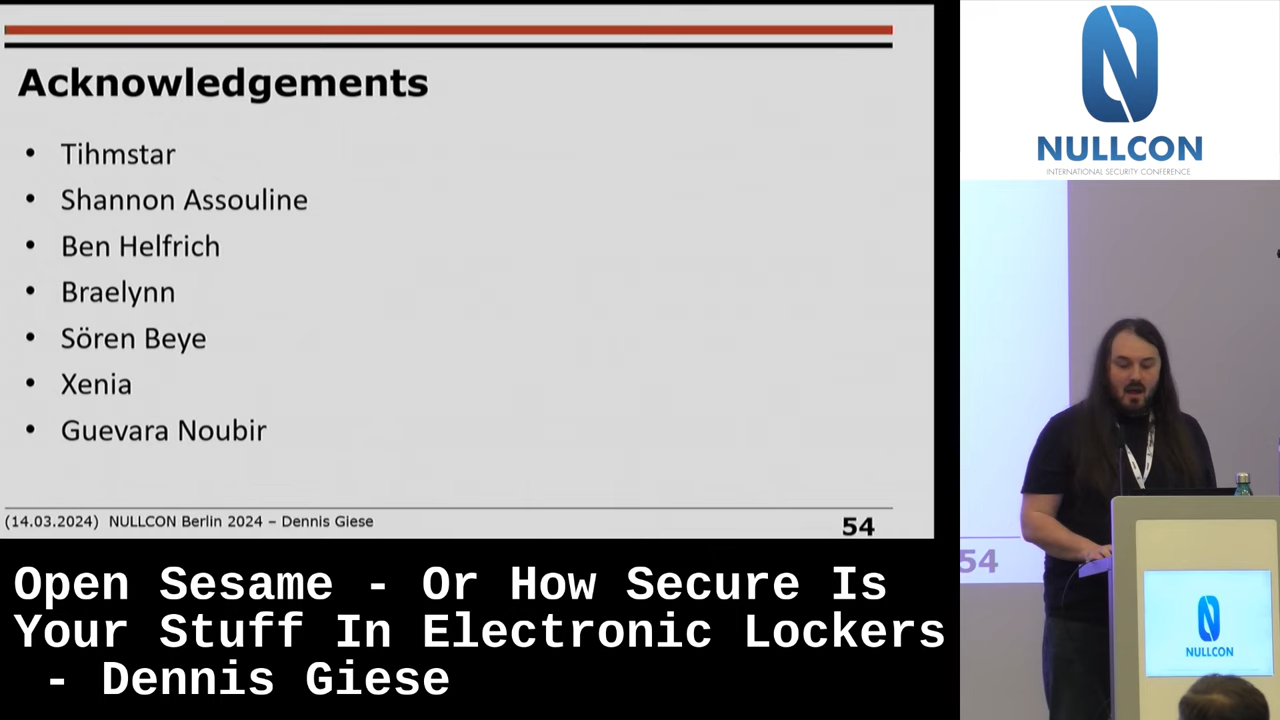 Acknowledgements
• Tihmstar
• Shannon Assouline
• Ben Helfrich
• Braelynn
• Sören Beye
• Xenia
• Guevara Noubir
(14.03.2024) NULLCON Berlin 2024 – Dennis Giese
54
Open Sesame - Or How Secure Is
Your Stuff In Electronic Lockers
- Dennis Giese
NULLCON
INTERNATIONAL SECURITY CONFERENCE
54
NULLCON